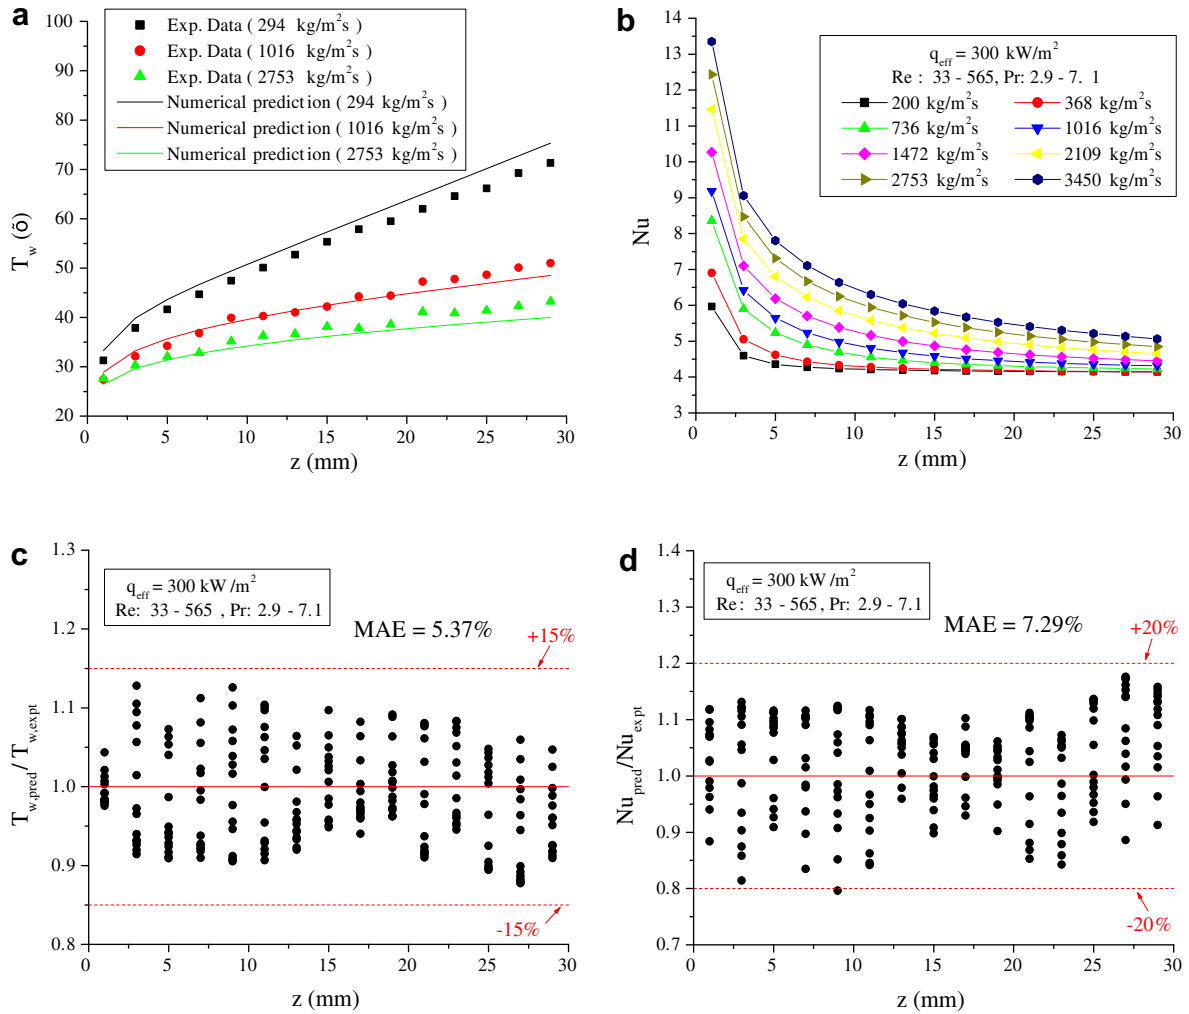 a
100
90
80
70
60
50
40
30
20
T_w (õ)
Exp. Data ( 294 kg/m²s)
Exp. Data ( 1016 kg/m²s)
Exp. Data ( 2753 kg/m²s)
Numerical prediction ( 294 kg/m²s)
Numerical prediction ( 1016 kg/m²s)
Numerical prediction ( 2753 kg/m²s)
0 5 10 15 20 25 30
z (mm)
b
14
13
12
11
10
9
8
7
6
5
4
3
Nu
q_eff = 300 kW/m²
Re : 33 - 565, Pr: 2.9 - 7. 1
200 kg/m²s 368 kg/m²s
736 kg/m²s 1016 kg/m²s
1472 kg/m²s 2109 kg/m²s
2753 kg/m²s 3450 kg/m²s
0 5 10 15 20 25 30
z (mm)
c
1.3
1.2
1.1
1.0
0.9
0.8
T_w,pred / T_w,expt
q_eff = 300 kW /m²
Re: 33 - 565 , Pr: 2.9 - 7.1
MAE = 5.37%
+15%
-15%
0 5 10 15 20 25 30
z (mm)
d
1.4
1.3
1.2
1.1
1.0
0.9
0.8
0.7
Nu_pred/Nu_expt
q_eff = 300 kW/m²
Re: 33 - 565, Pr: 2.9 - 7.1
MAE = 7.29%
+20%
-20%
0 5 10 15 20 25 30
z (mm)